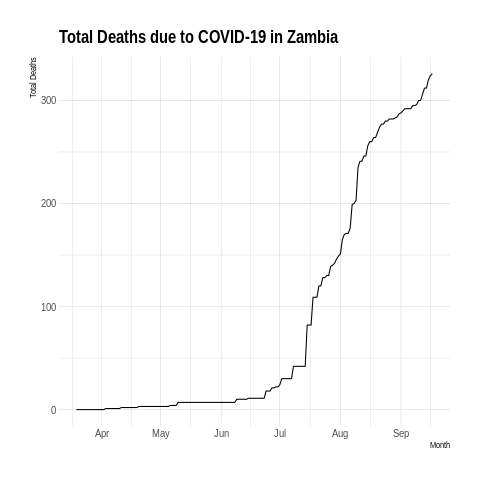 Total Deaths due to COVID-19 in Zambia
Total Deaths
300
200
100
0
Apr May Jun Jul Aug Sep
Month